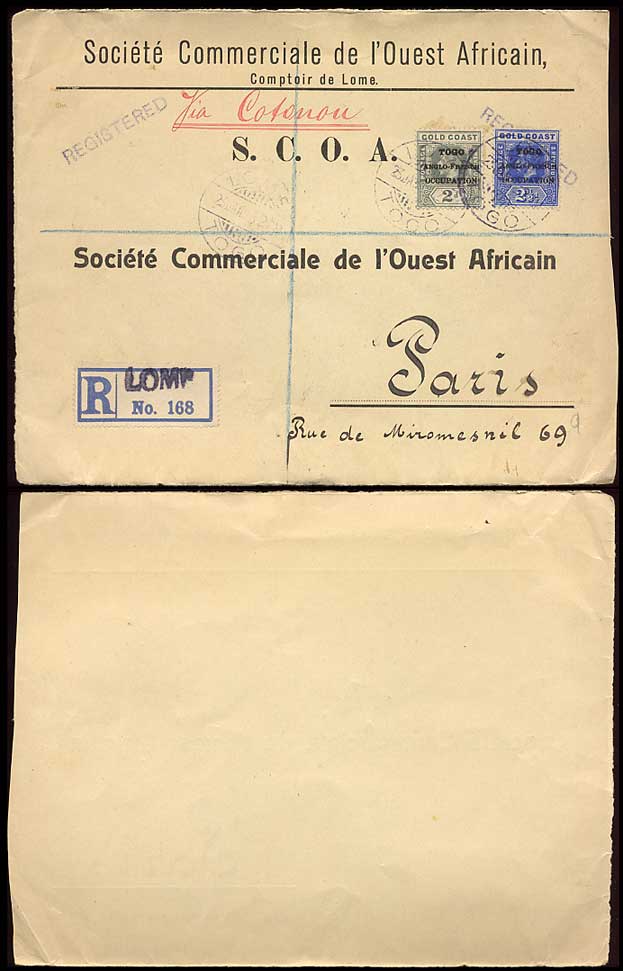 Société Commerciale de l'Ouest Africain,
Comptoir de Lome.
Via Cotonou
REGISTERED
REGISTERED
S. C. O. A.
GOLD COAST
TOGO
ANGLO-FRENCH
OCCUPATION
GOLD COAST
TOGO
ANGLO-FRENCH
OCCUPATION
2½
TOGO
Société Commerciale de l'Ouest Africain
Paris
Rue de Miromesnil 69
R
LOME
No. 168